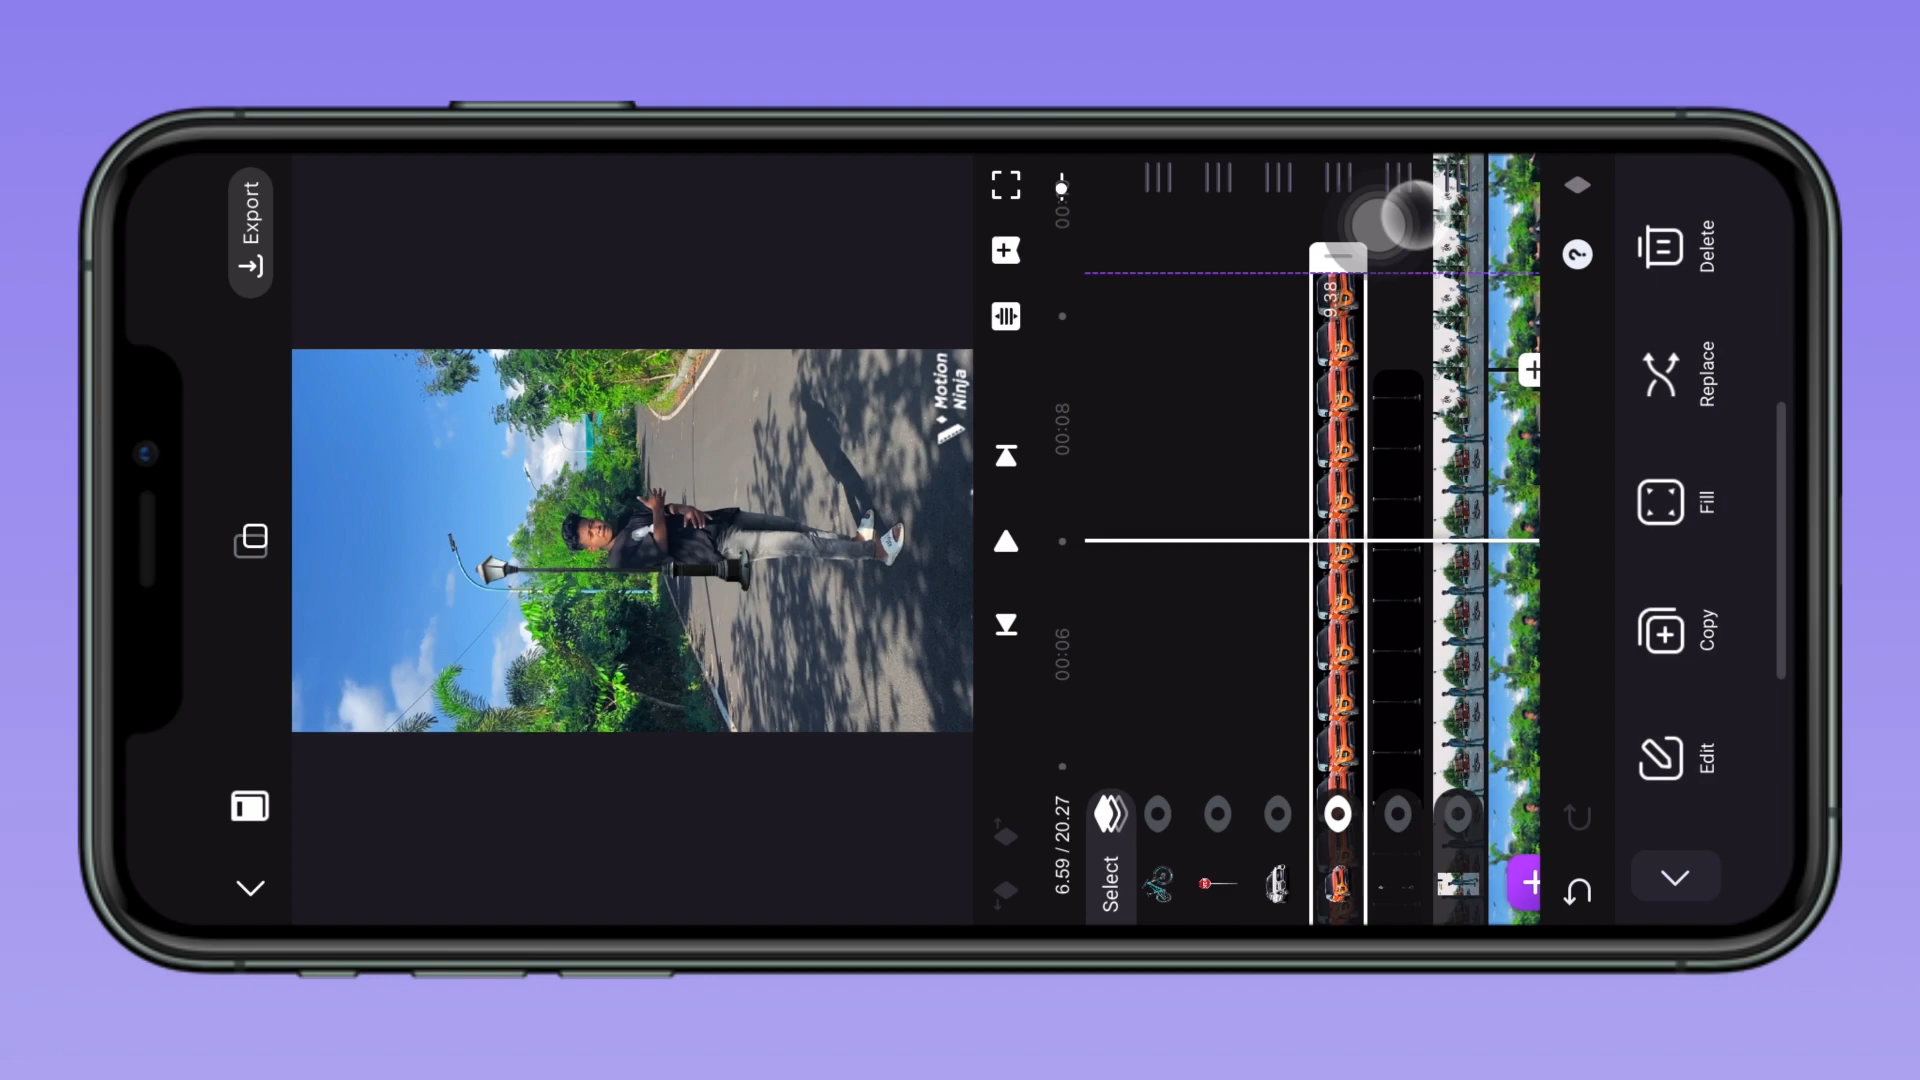 Export
Motion
Ninja
6.59 / 20.27
00:06
00:08
00:
Select
9.38
Edit
Copy
Fill
Replace
Delete